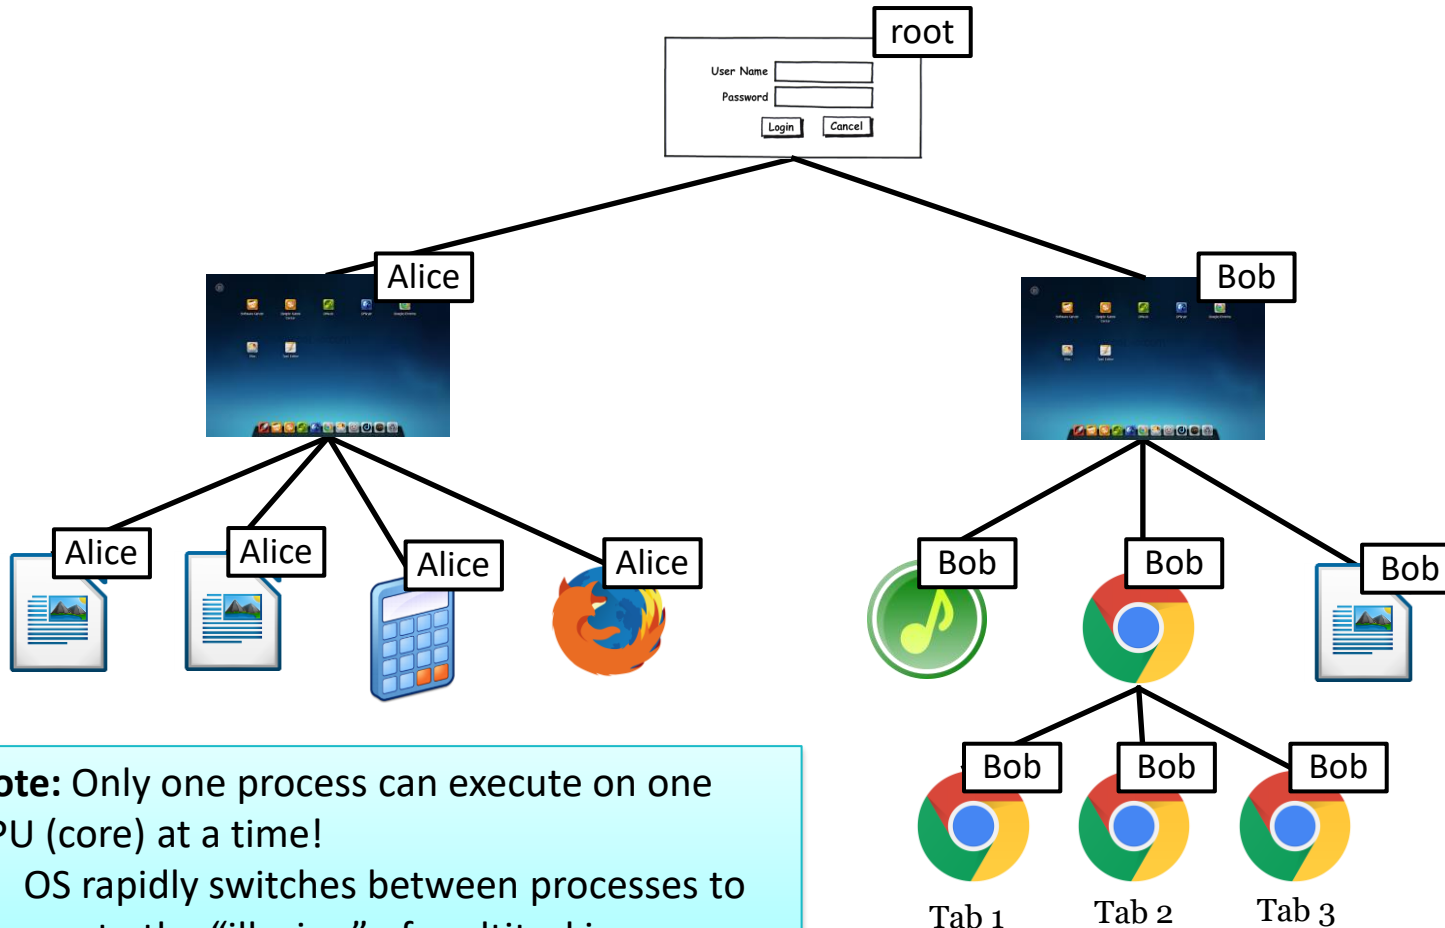 root
User Name
Password
Login Cancel
Alice
Bob
Alice
Alice
Alice
Alice
Bob
Bob
Bob
Bob
Bob
Bob
Tab 1
Tab 2
Tab 3
ote: Only one process can execute on one
PU (core) at a time!
OS rapidly switches between processes to